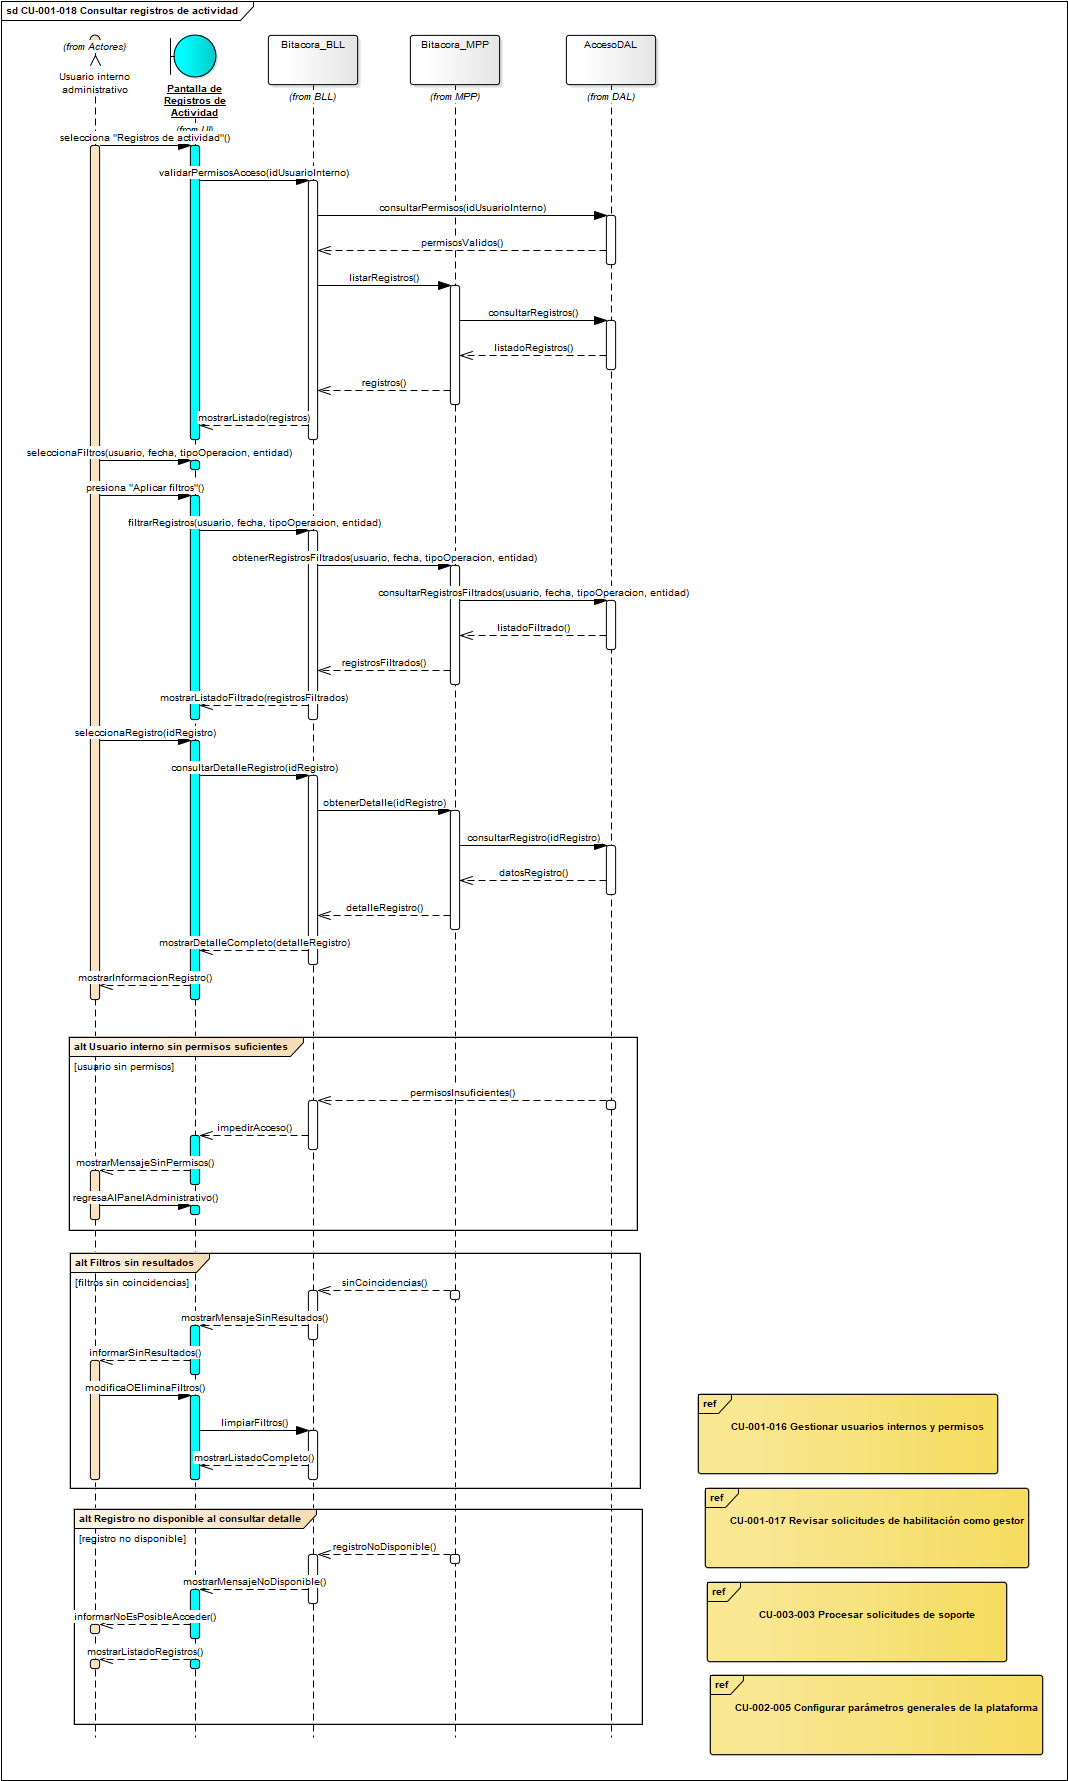 sd CU-001-018 Consultar registros de actividad
(from Actores)
Usuario interno
administrativo
Pantalla de
Registros de
Actividad
(from UI)
Bitacora_BLL
(from BLL)
Bitacora_MPP
(from MPP)
AccesoDAL
(from DAL)
selecciona "Registros de actividad"()
validarPermisosAcceso(idUsuarioInterno)
consultarPermisos(idUsuarioInterno)
permisosValidos()
listarRegistros()
consultarRegistros()
listadoRegistros()
registros()
mostrarListado(registros)
seleccionaFiltros(usuario, fecha, tipoOperacion, entidad)
presiona "Aplicar filtros"()
filtrarRegistros(usuario, fecha, tipoOperacion, entidad)
obtenerRegistrosFiltrados(usuario, fecha, tipoOperacion, entidad)
consultarRegistrosFiltrados(usuario, fecha, tipoOperacion, entidad)
listadoFiltrado()
registrosFiltrados()
mostrarListadoFiltrado(registrosFiltrados)
seleccionaRegistro(idRegistro)
consultarDetalleRegistro(idRegistro)
obtenerDetalle(idRegistro)
consultarRegistro(idRegistro)
datosRegistro()
detalleRegistro()
mostrarDetalleCompleto(detalleRegistro)
mostrarInformacionRegistro()
alt Usuario interno sin permisos suficientes
[usuario sin permisos]
permisosInsuficientes()
impedirAcceso()
mostrarMensajeSinPermisos()
regresaAlPanelAdministrativo()
alt Filtros sin resultados
[filtros sin coincidencias]
sinCoincidencias()
mostrarMensajeSinResultados()
informarSinResultados()
modificaOEliminaFiltros()
limpiarFiltros()
mostrarListadoCompleto()
alt Registro no disponible al consultar detalle
[registro no disponible]
registroNoDisponible()
mostrarMensajeNoDisponible()
informarNoEsPosibleAcceder()
mostrarListadoRegistros()
ref
CU-001-016 Gestionar usuarios internos y permisos
ref
CU-001-017 Revisar solicitudes de habilitación como gestor
ref
CU-003-003 Procesar solicitudes de soporte
ref
CU-002-005 Configurar parámetros generales de la plataforma